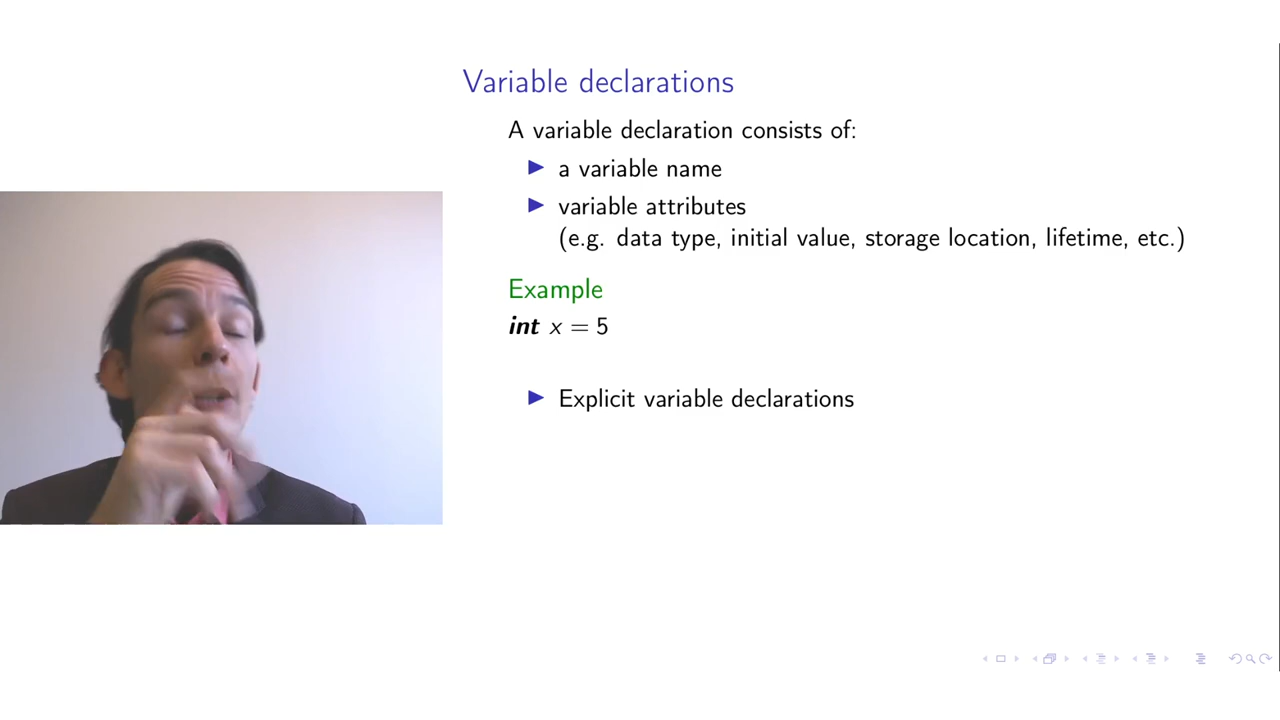 Variable declarations
A variable declaration consists of:
▶ a variable name
▶ variable attributes
(e.g. data type, initial value, storage location, lifetime, etc.)
Example
int x = 5
▶ Explicit variable declarations